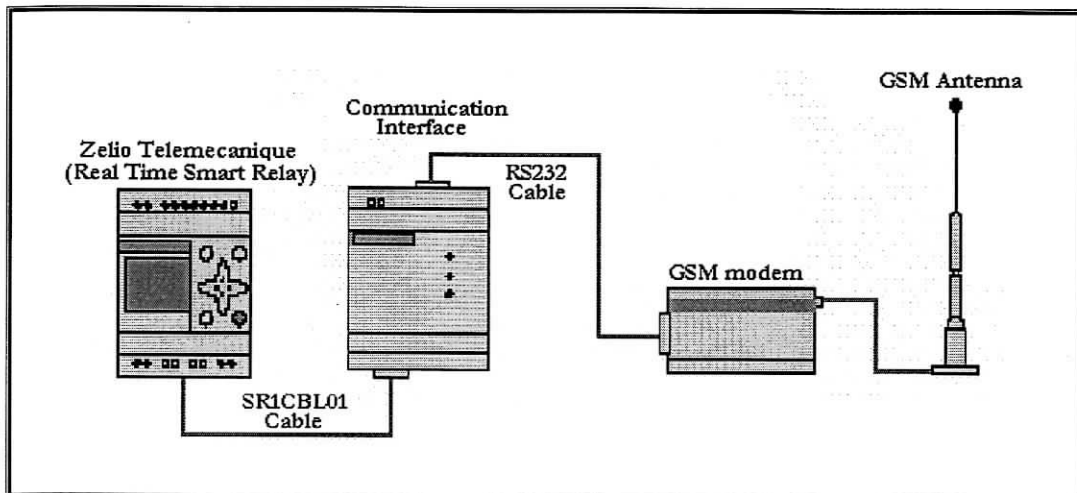 GSM Antenna
Communication
Interface
Zelio Telemecanique
(Real Time Smart Relay)
RS232
Cable
GSM modem
SR1CBL01
Cable